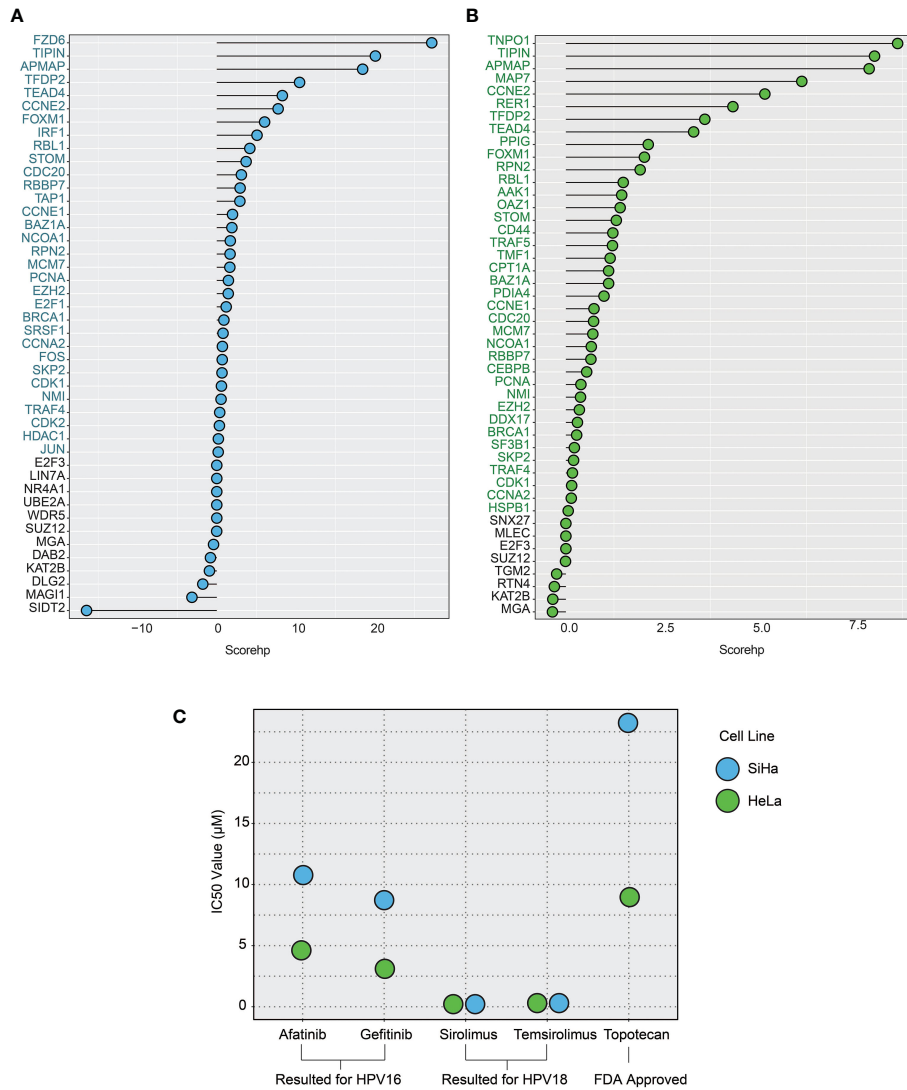 A
FZD6
TIPIN
APMAP
TFDP2
TEAD4
CCNE2
FOXM1
IRF1
RBL1
STOM
CDC20
RBBP7
TAP1
CCNE1
BAZ1A
NCOA1
RPN2
MCM7
PCNA
EZH2
E2F1
BRCA1
SRSF1
CCNA2
FOS
SKP2
CDK1
NMI
TRAF4
CDK2
HDAC1
JUN
E2F3
LIN7A
NR4A1
UBE2A
WDR5
SUZ12
MGA
DAB2
KAT2B
DLG2
MAGI1
SIDT2
−10 0 10 20
Scorehp
B
TNPO1
TIPIN
APMAP
MAP7
CCNE2
RER1
TFDP2
TEAD4
PPIG
FOXM1
RPN2
RBL1
AAK1
OAZ1
STOM
CD44
TRAF5
TMF1
CPT1A
BAZ1A
PDIA4
CCNE1
CDC20
MCM7
NCOA1
RBBP7
CEBPB
PCNA
NMI
EZH2
DDX17
BRCA1
SF3B1
SKP2
TRAF4
CDK1
CCNA2
HSPB1
SNX27
MLEC
E2F3
SUZ12
TGM2
RTN4
KAT2B
MGA
0.0 2.5 5.0 7.5
Scorehp
C
IC50 Value (µM)
20
15
10
5
0
Afatinib Gefitinib Sirolimus Temsirolimus Topotecan
Resulted for HPV16 Resulted for HPV18 FDA Approved
Cell Line
SiHa
HeLa